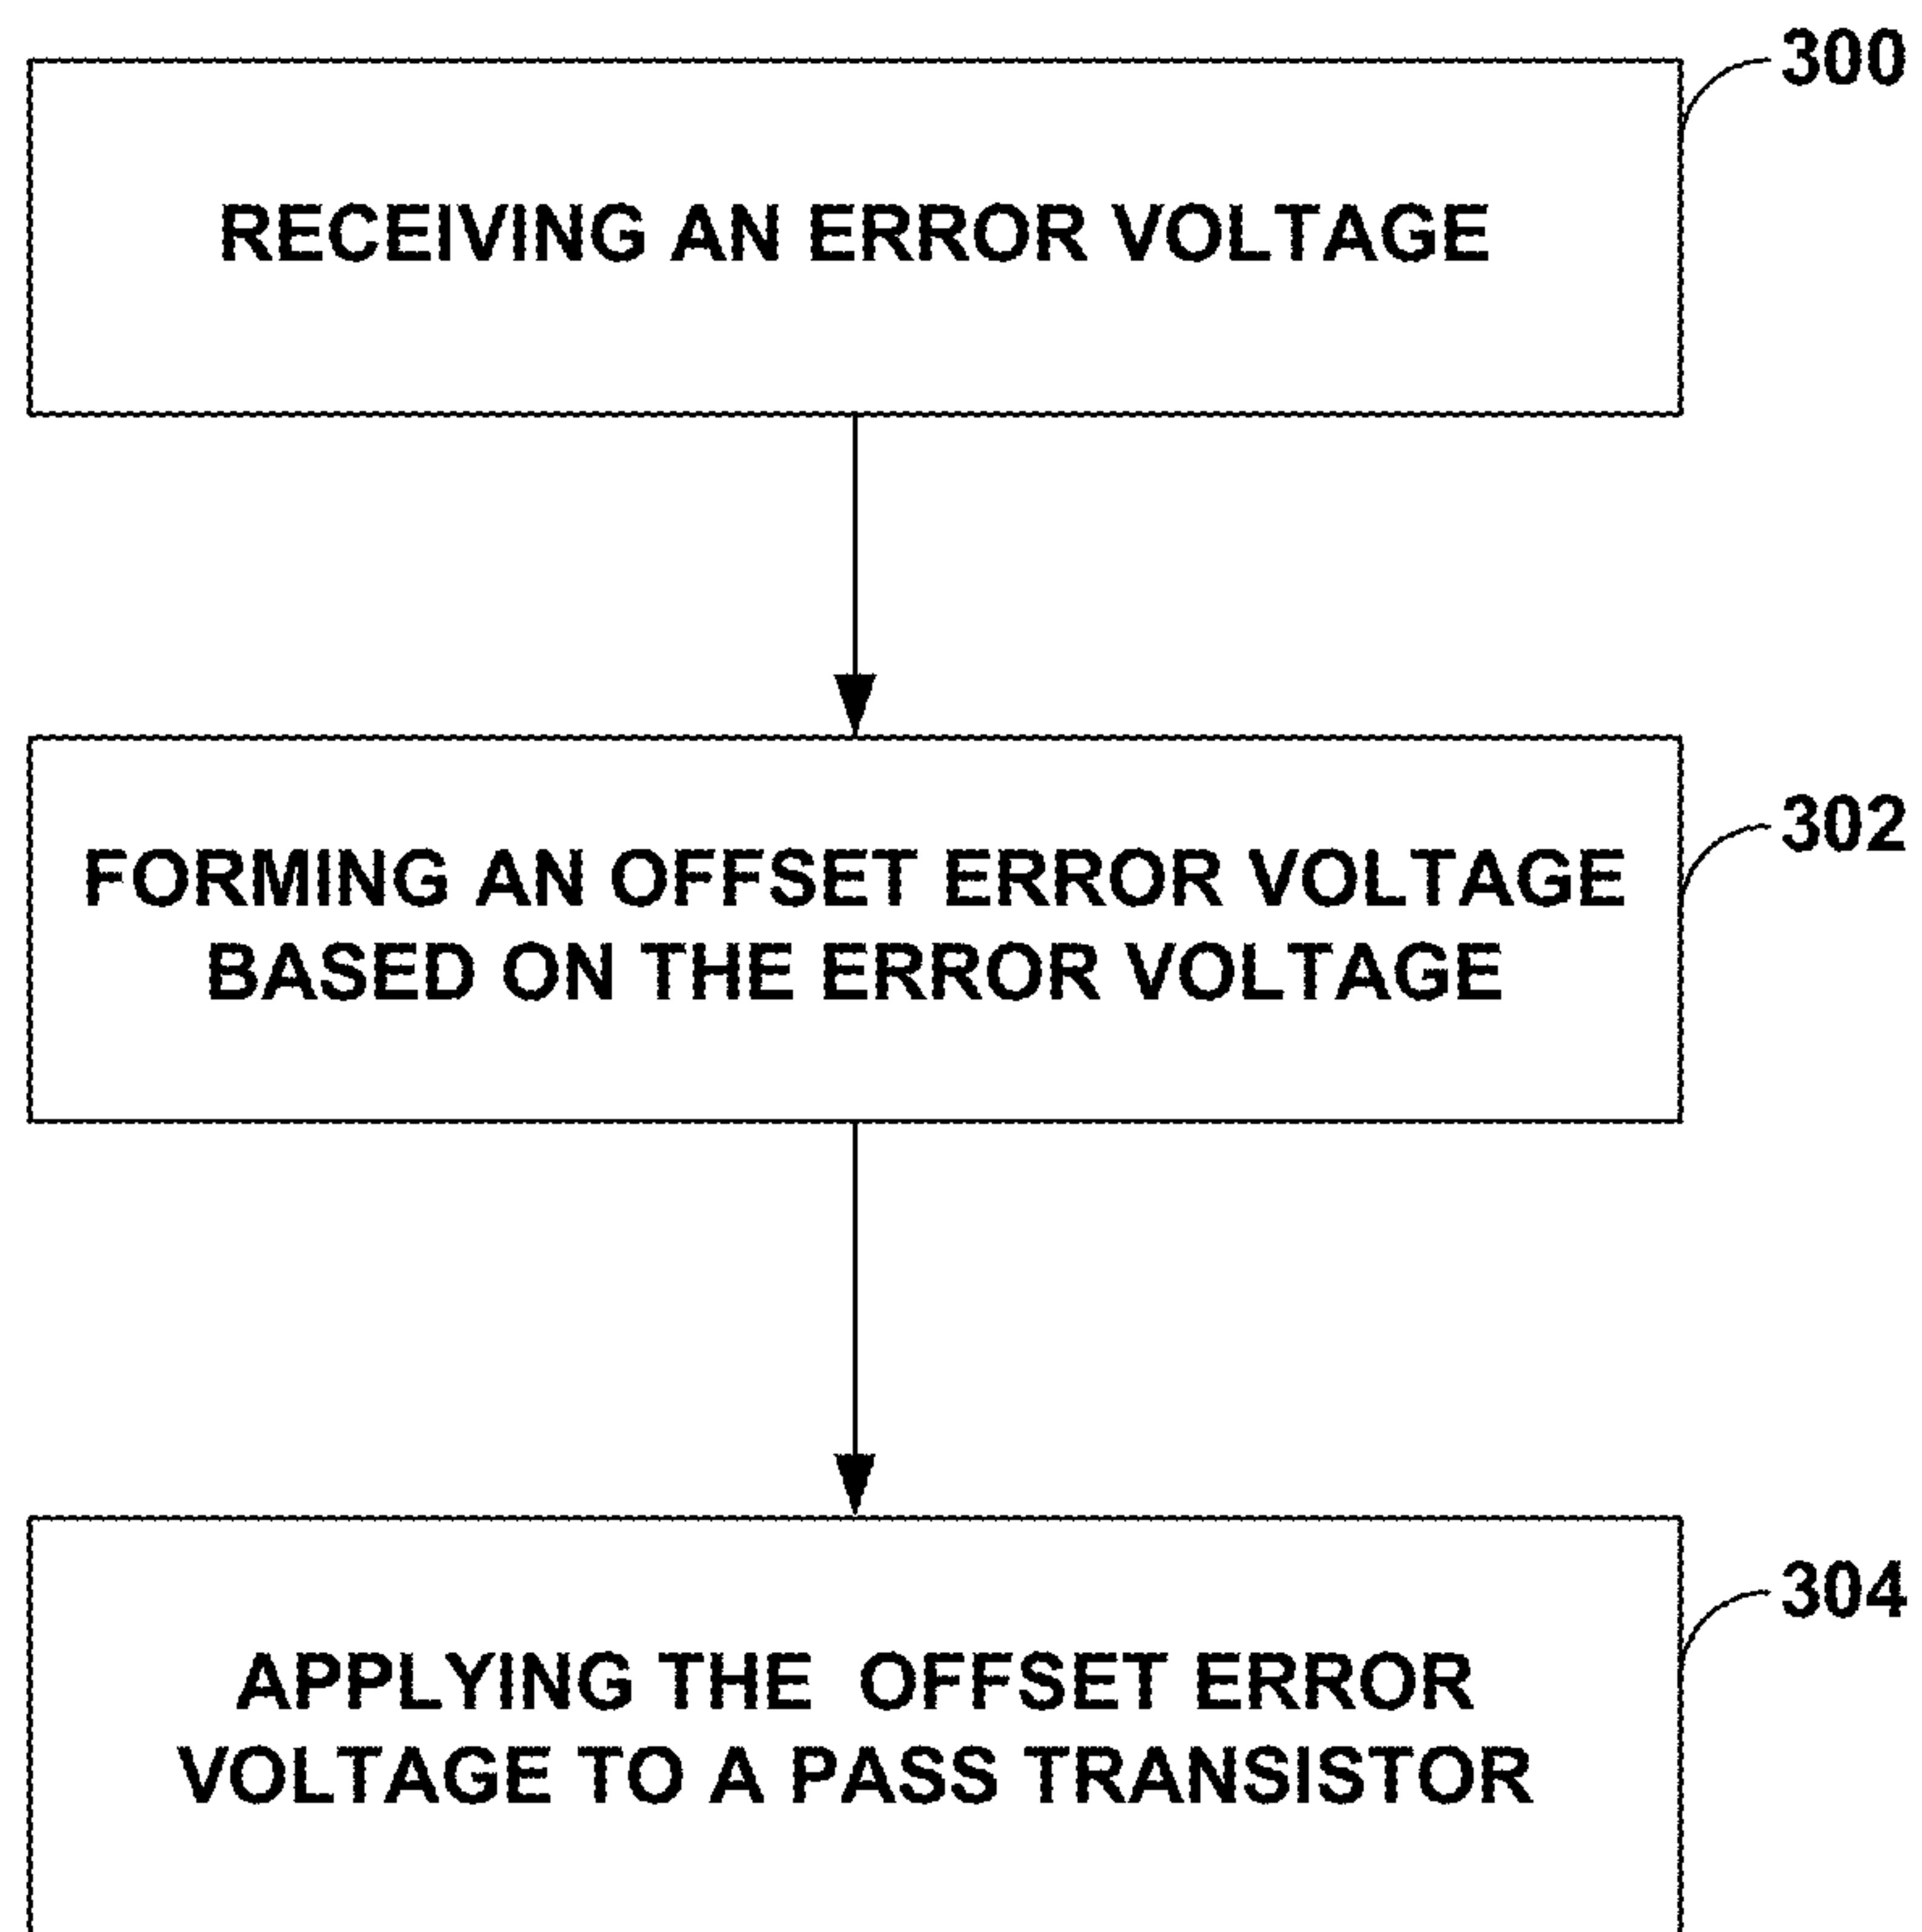 300
RECEIVING AN ERROR VOLTAGE
302
FORMING AN OFFSET ERROR VOLTAGE
BASED ON THE ERROR VOLTAGE
304
APPLYING THE OFFSET ERROR
VOLTAGE TO A PASS TRANSISTOR